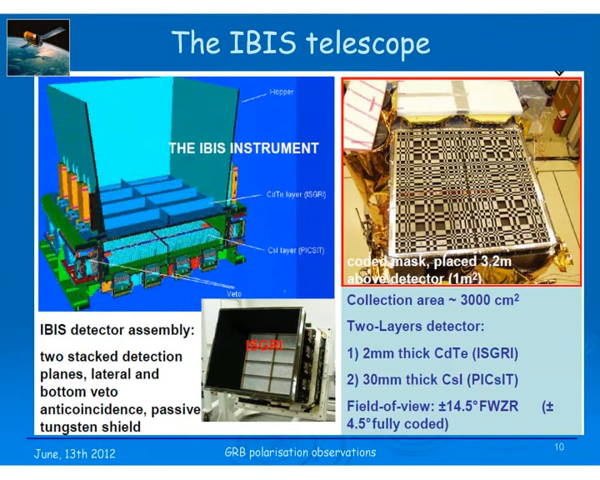 The IBIS telescope
Hopper
THE IBIS INSTRUMENT
CdTe layer (ISGRI)
CsI layer (PICSIT)
Veto
coded mask, placed 3.2m
above detector (1m²)
IBIS detector assembly:
two stacked detection
planes, lateral and
bottom veto
anticoincidence, passive
tungsten shield
ISGRI
Collection area ~ 3000 cm²
Two-Layers detector:
1) 2mm thick CdTe (ISGRI)
2) 30mm thick CsI (PICsIT)
Field-of-view: ±14.5°FWZR (±
4.5°fully coded)
June, 13th 2012
GRB polarisation observations
10